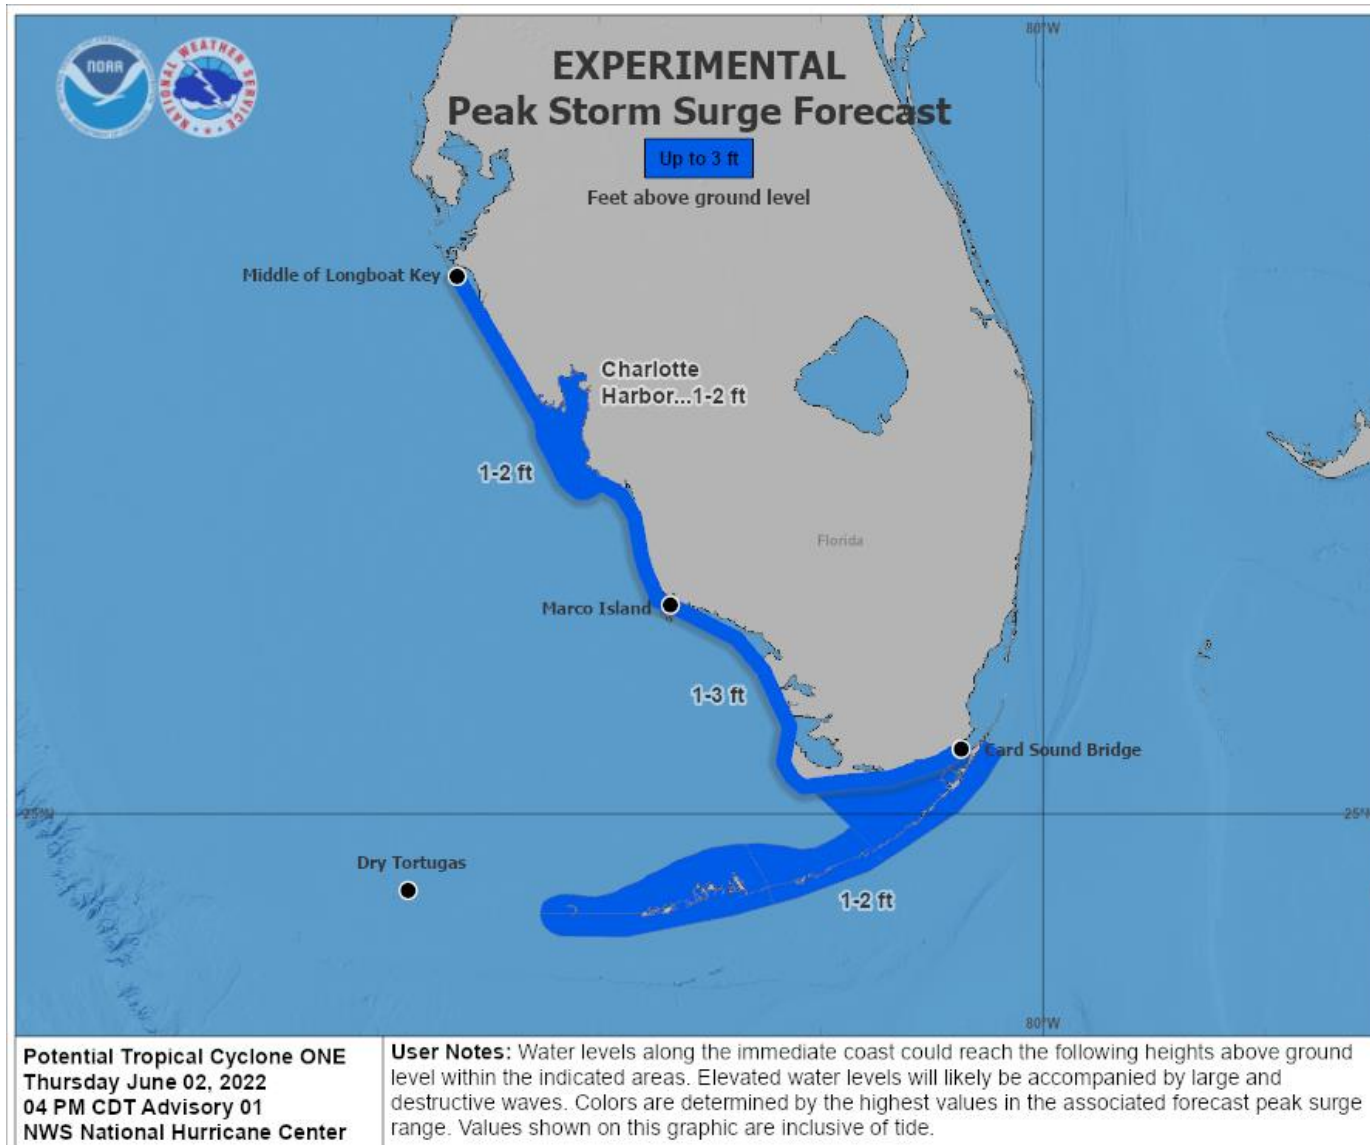 NOAA
NATIONAL WEATHER SERVICE
80°W
EXPERIMENTAL
Peak Storm Surge Forecast
Up to 3 ft
Feet above ground level
Middle of Longboat Key
Charlotte
Harbor...1-2 ft
1-2 ft
Florida
Marco Island
1-3 ft
Card Sound Bridge
25°N
25°N
Dry Tortugas
1-2 ft
80°W
Potential Tropical Cyclone ONE
Thursday June 02, 2022
04 PM CDT Advisory 01
NWS National Hurricane Center
User Notes: Water levels along the immediate coast could reach the following heights above ground
level within the indicated areas. Elevated water levels will likely be accompanied by large and
destructive waves. Colors are determined by the highest values in the associated forecast peak surge
range. Values shown on this graphic are inclusive of tide.